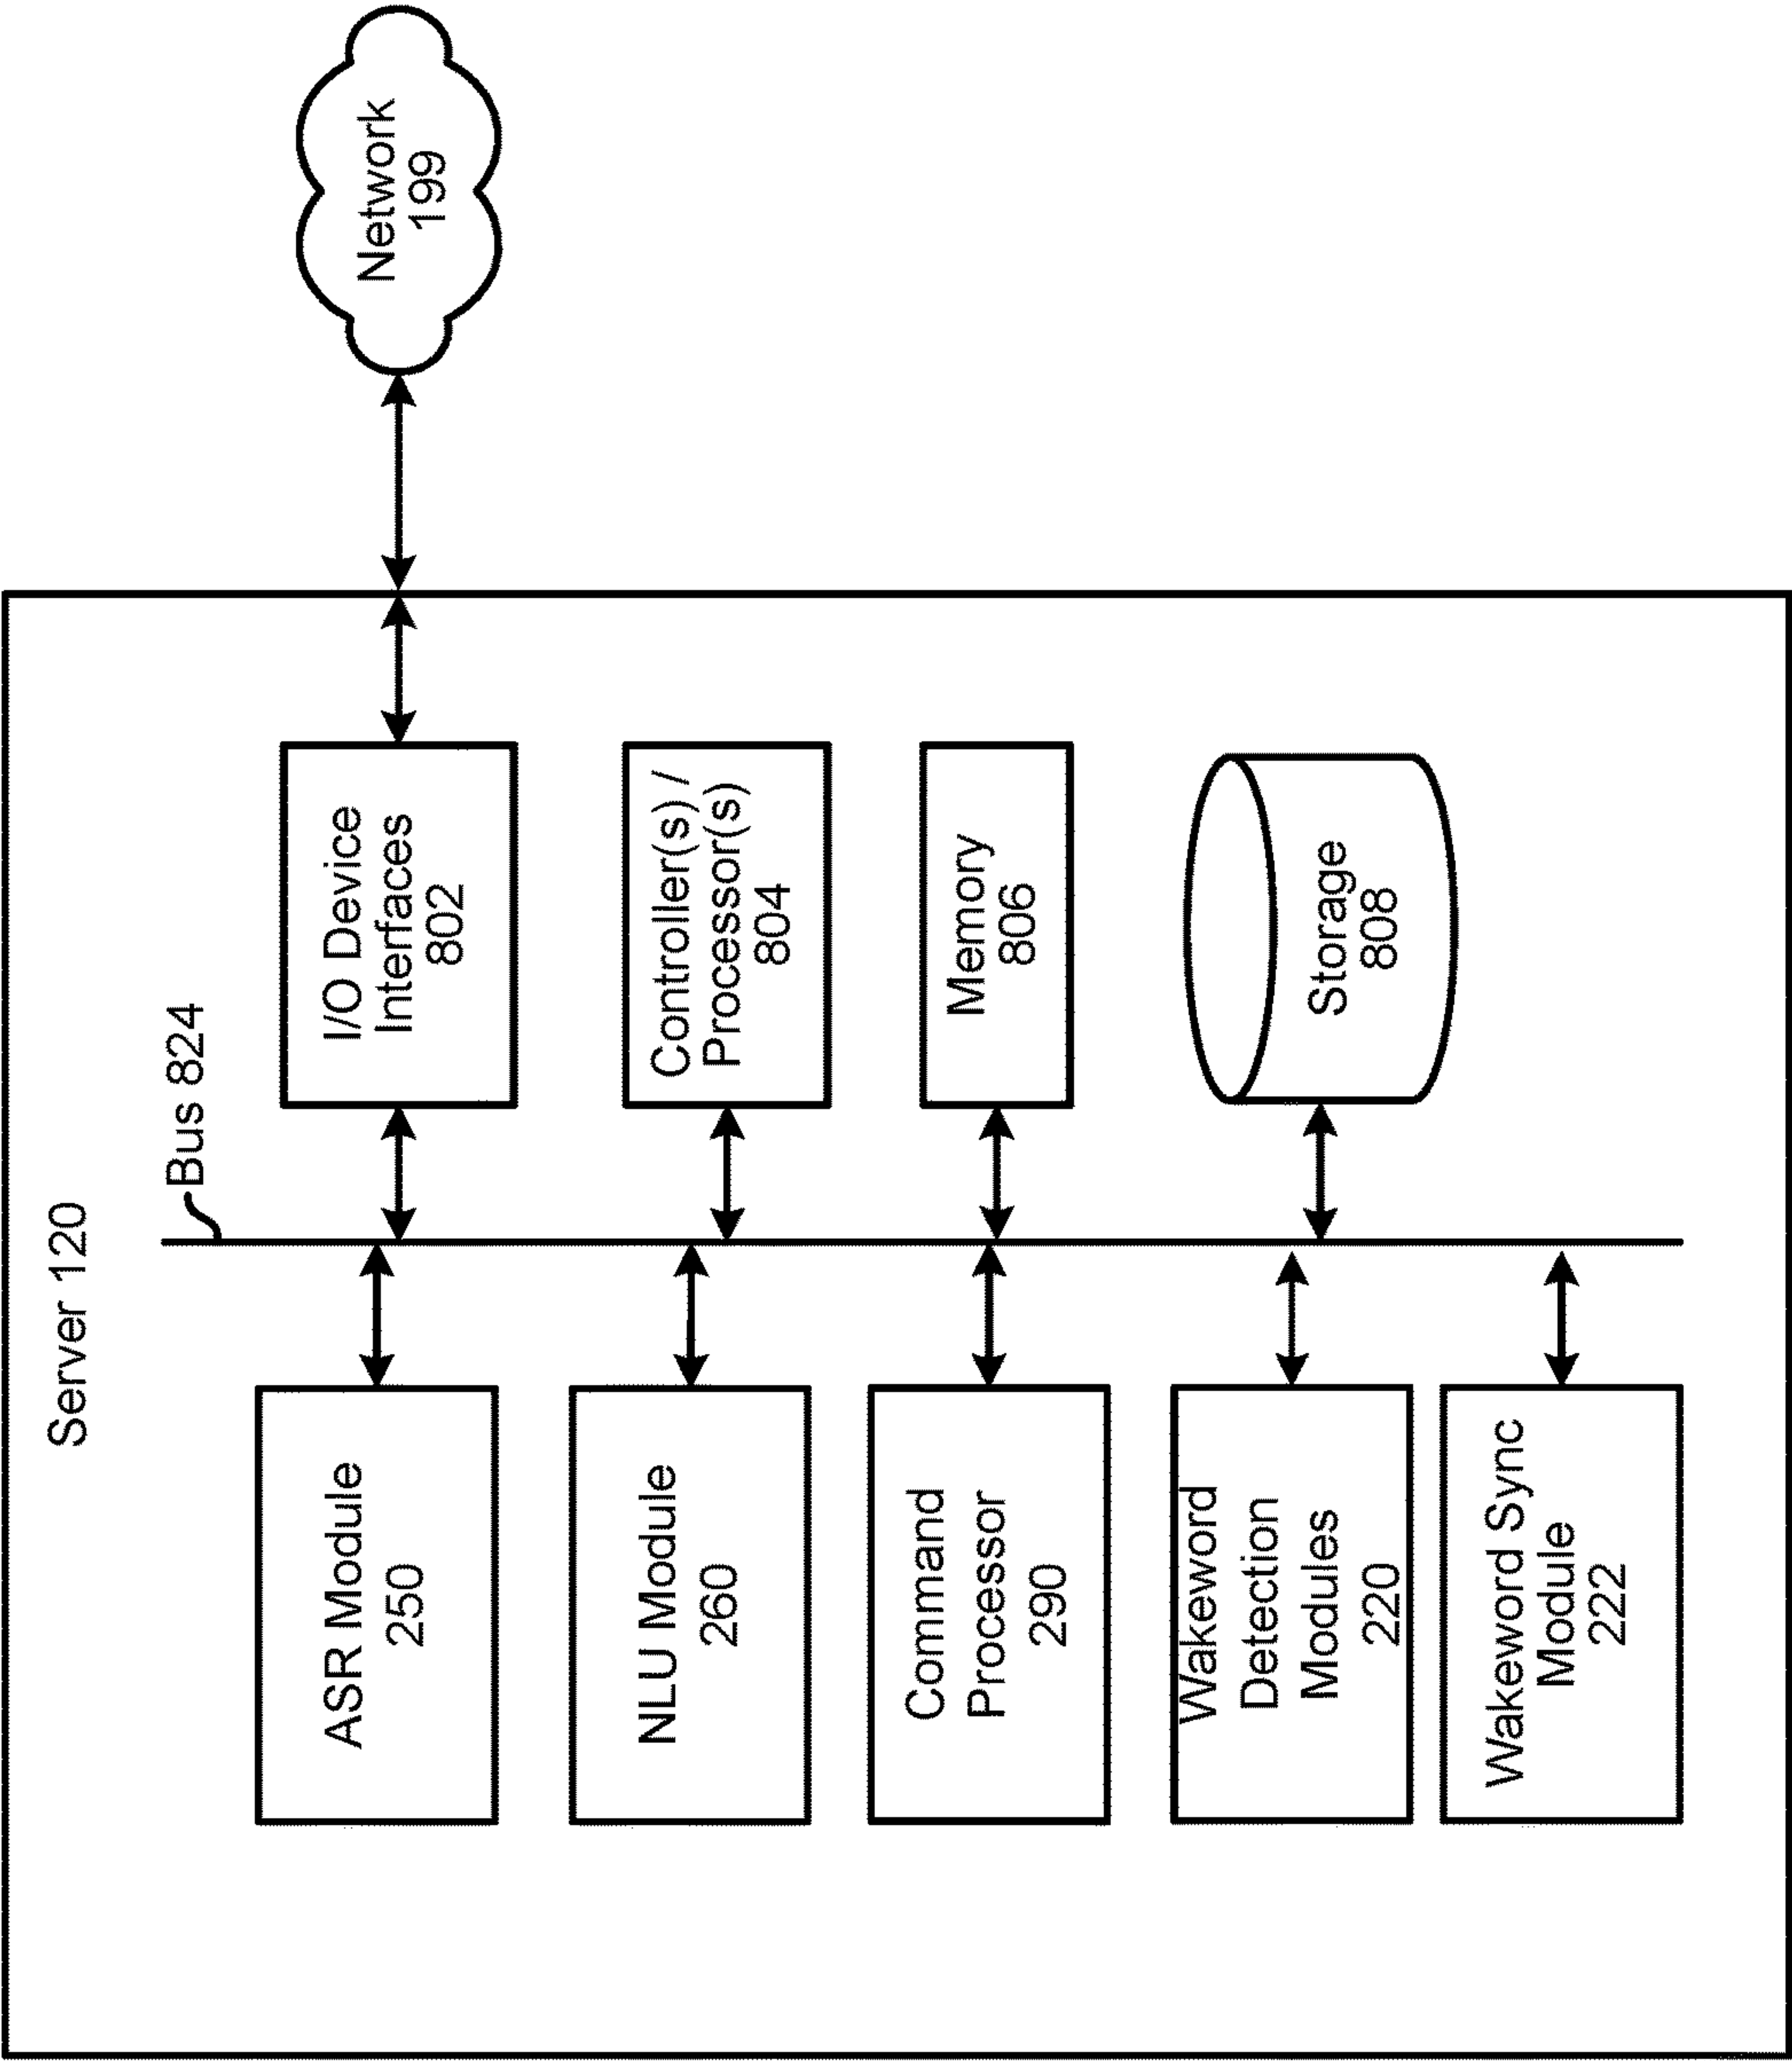 Server 120
Bus 824
ASR Module
250
NLU Module
260
Command
Processor
290
Wakeword
Detection
Modules
220
Wakeword Sync
Module
222
I/O Device
Interfaces
802
Controller(s) /
Processor(s)
804
Memory
806
Storage
808
Network
199